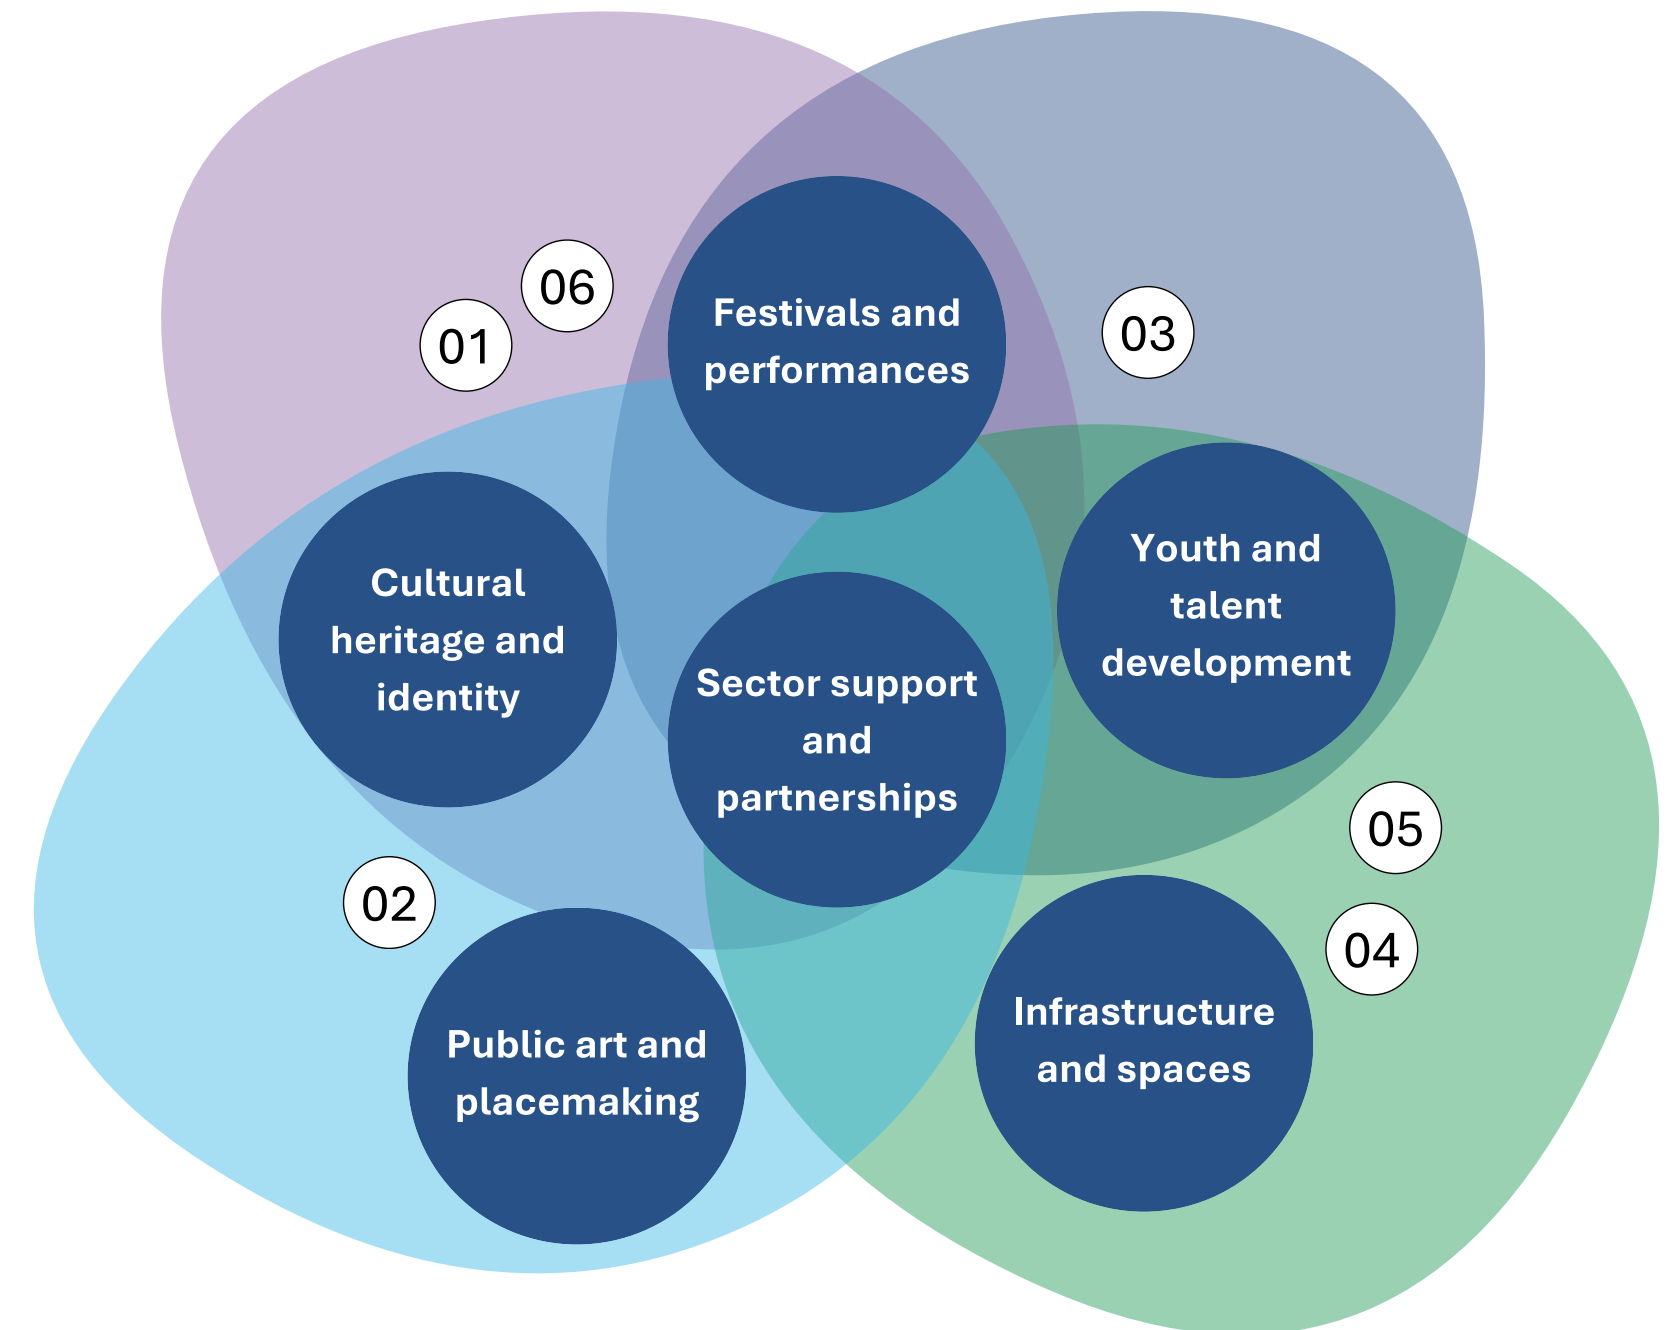 06
01
Festivals and
performances
03
Cultural
heritage and
identity
Youth and
talent
development
Sector support
and
partnerships
05
02
04
Public art and
placemaking
Infrastructure
and spaces